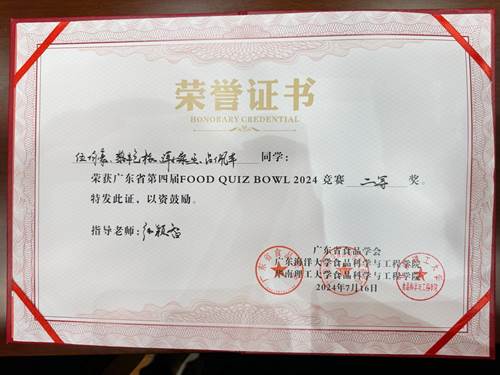 荣誉证书
HONORARY CREDENTIAL
同学：
荣获广东省第四届FOOD QUIZ BOWL 2024 竞赛 二等 奖。
特发此证，以资鼓励。
指导老师：
广东省食品学会
广东海洋大学食品科学与工程学院
华南理工大学食品科学与工程学院
2024年7月16日